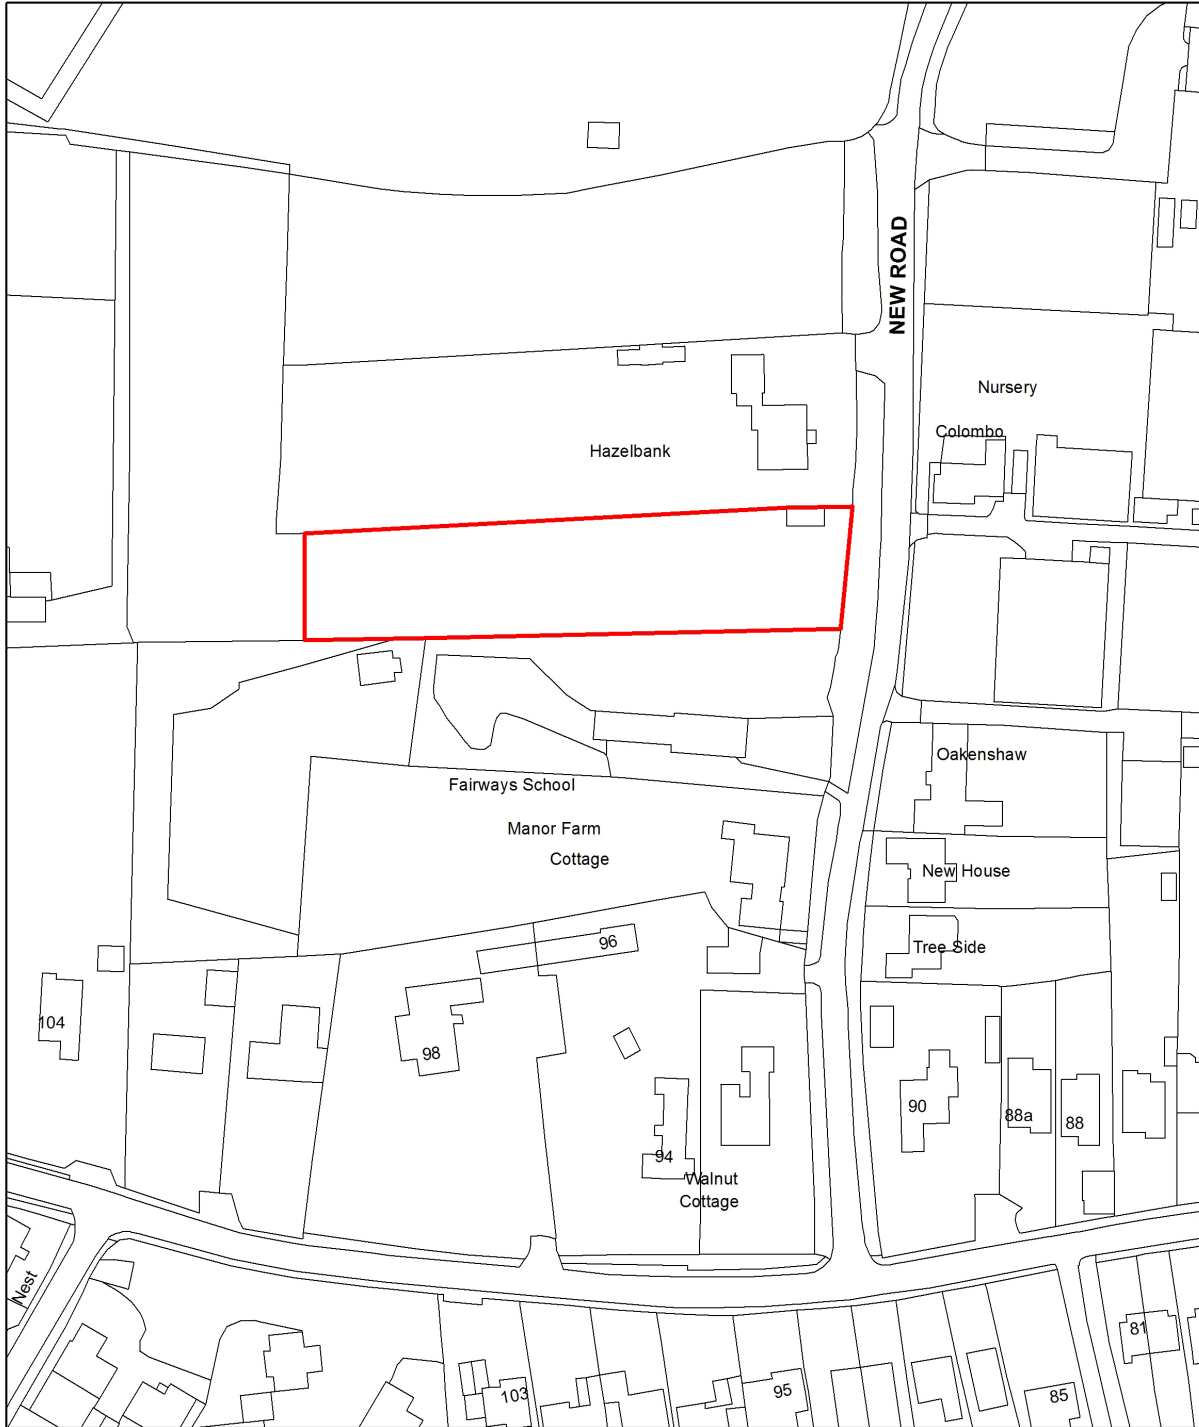 NEW ROAD
Nursery
Colombo
Hazelbank
Oakenshaw
Fairways School
Manor Farm
Cottage
New House
96
Tree Side
104
98
90
88a
88
94
Walnut
Cottage
Nest
81
103
95
85